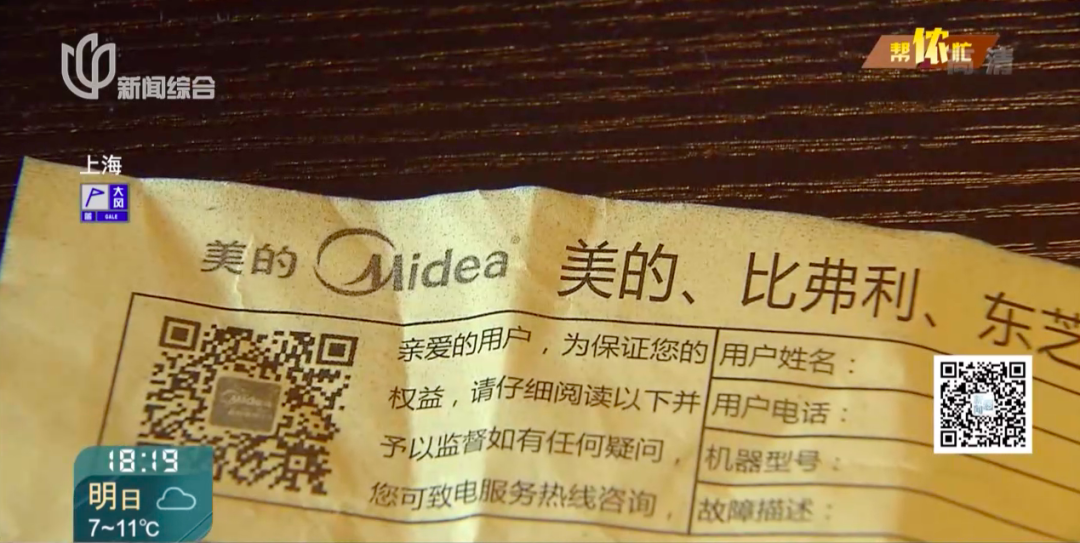 新闻综合
帮侬忙
高清
上海
大风
GALE
美的 Midea 美的、比弗利、东芝
亲爱的用户，为保证您的
权益，请仔细阅读以下并
予以监督如有任何疑问，
您可致电服务热线咨询，
用户姓名：
用户电话：
机器型号：
故障描述：
Midea
18:19
明日
7~11℃